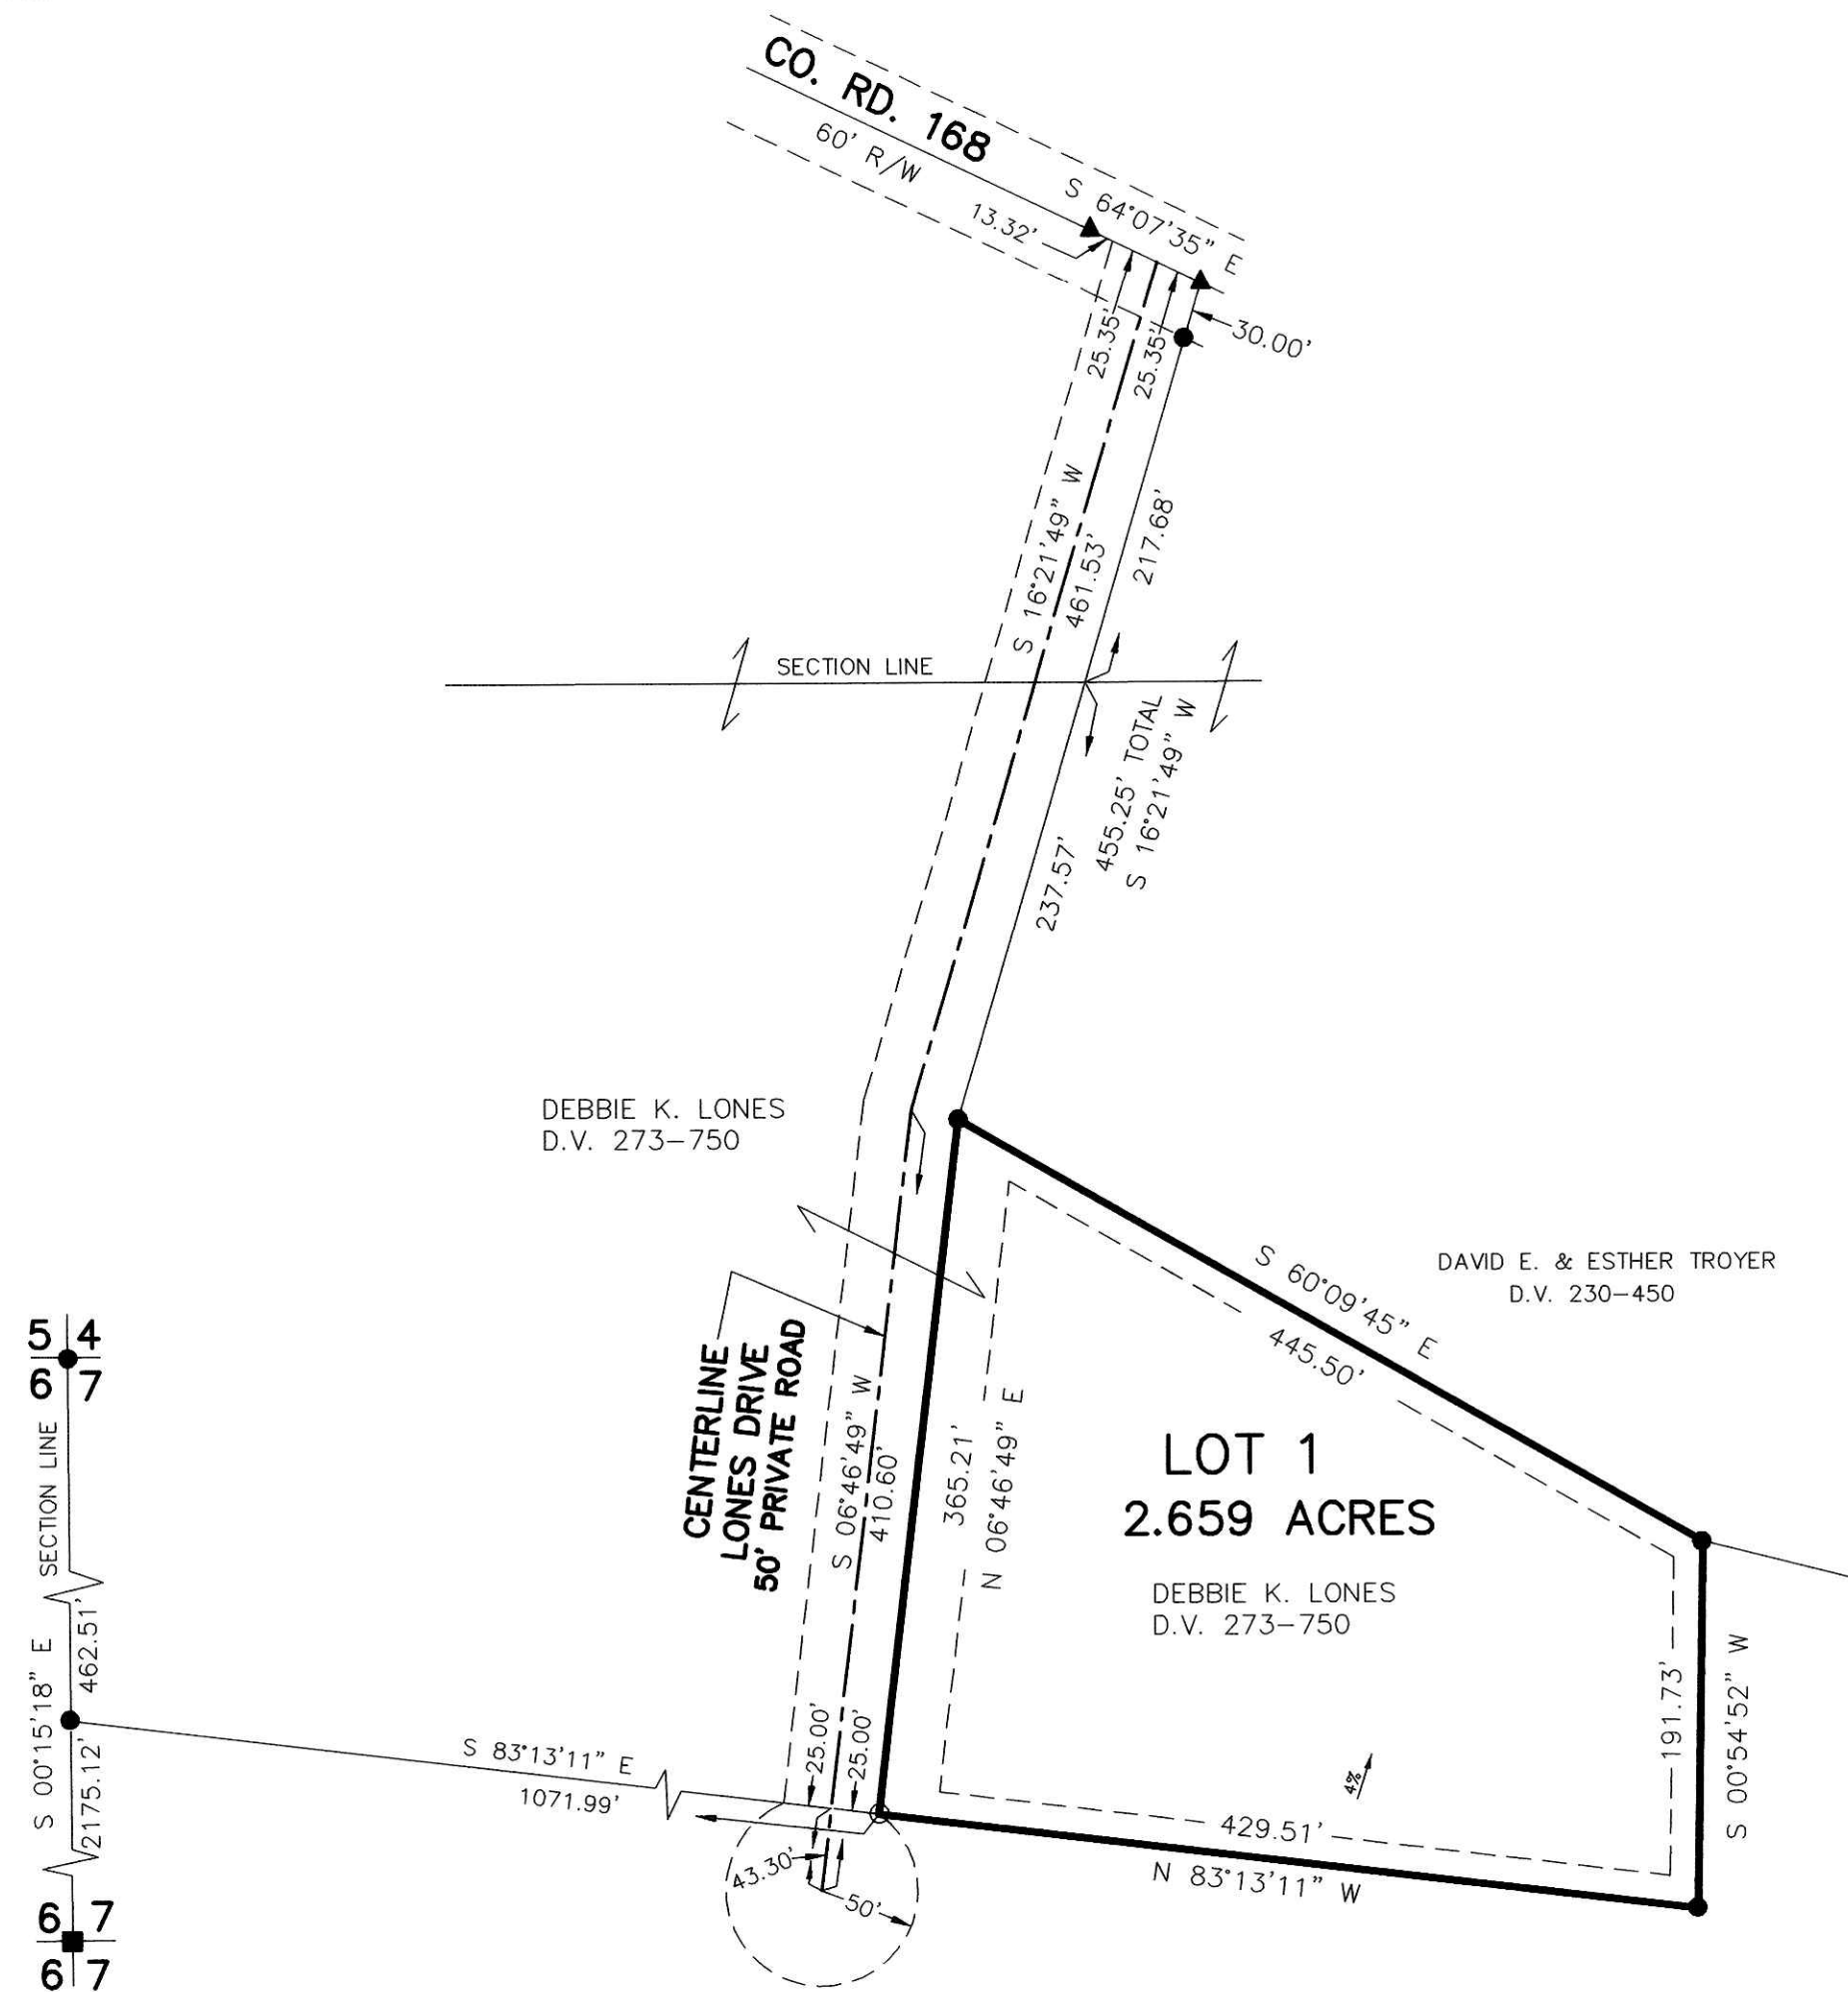 CO. RD. 168
60' R/W
S 64°07'35" E
13.32'
25.35'
25.35'
30.00'
S 16°21'49" W
461.53'
217.68'
SECTION LINE
455.25' TOTAL
S 16°21'49" W
237.57'
DEBBIE K. LONES
D.V. 273-750
CENTERLINE
LONES DRIVE
50' PRIVATE ROAD
S 06°46'49" W
410.60'
S 60°09'45" E
445.50'
DAVID E. & ESTHER TROYER
D.V. 230-450
365.21'
N 06°46'49" E
LOT 1
2.659 ACRES
DEBBIE K. LONES
D.V. 273-750
191.73'
S 00°54'52" W
4%
429.51'
N 83°13'11" W
25.00'
25.00'
43.30'
50'
S 83°13'11" E
1071.99'
5 4
6 7
SECTION LINE
S 00°15'18" E
462.51'
2175.12'
6 7
6 7